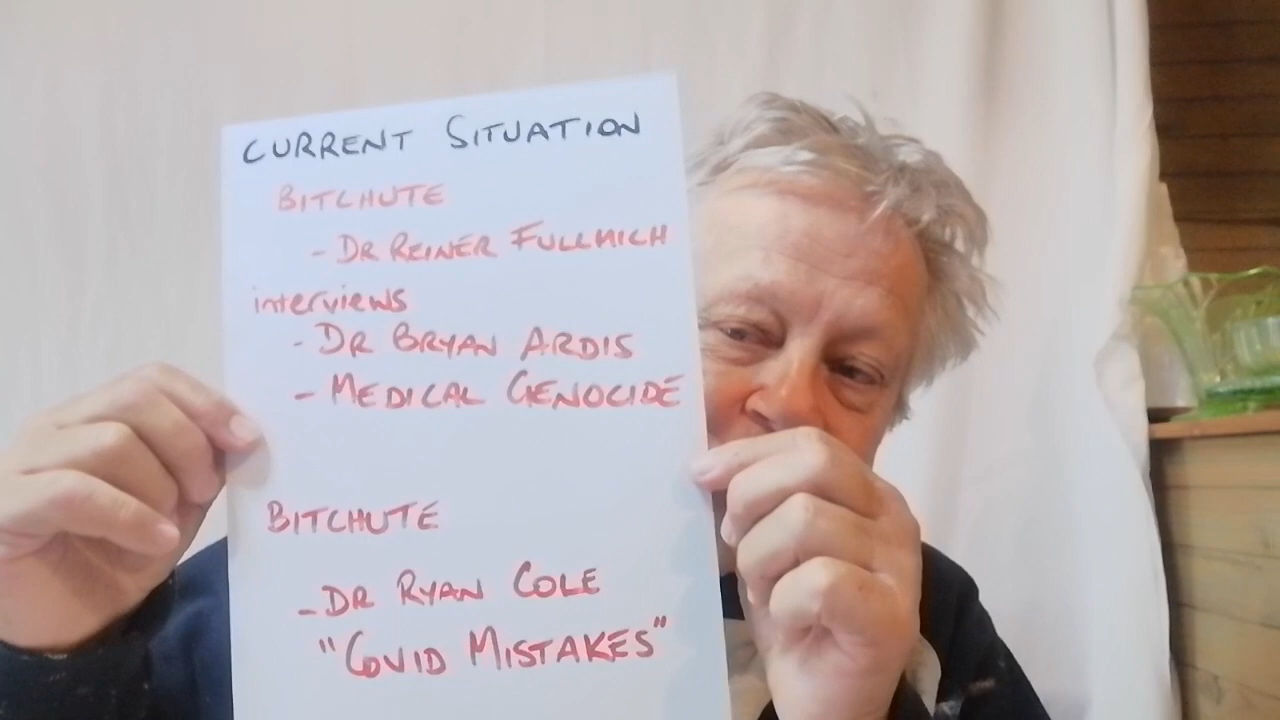 CURRENT SITUATION
BITCHUTE
- DR REINER FULLMICH
interviews
- DR BRYAN ARDIS
- MEDICAL GENOCIDE
BITCHUTE
- DR RYAN COLE
"COVID MISTAKES"